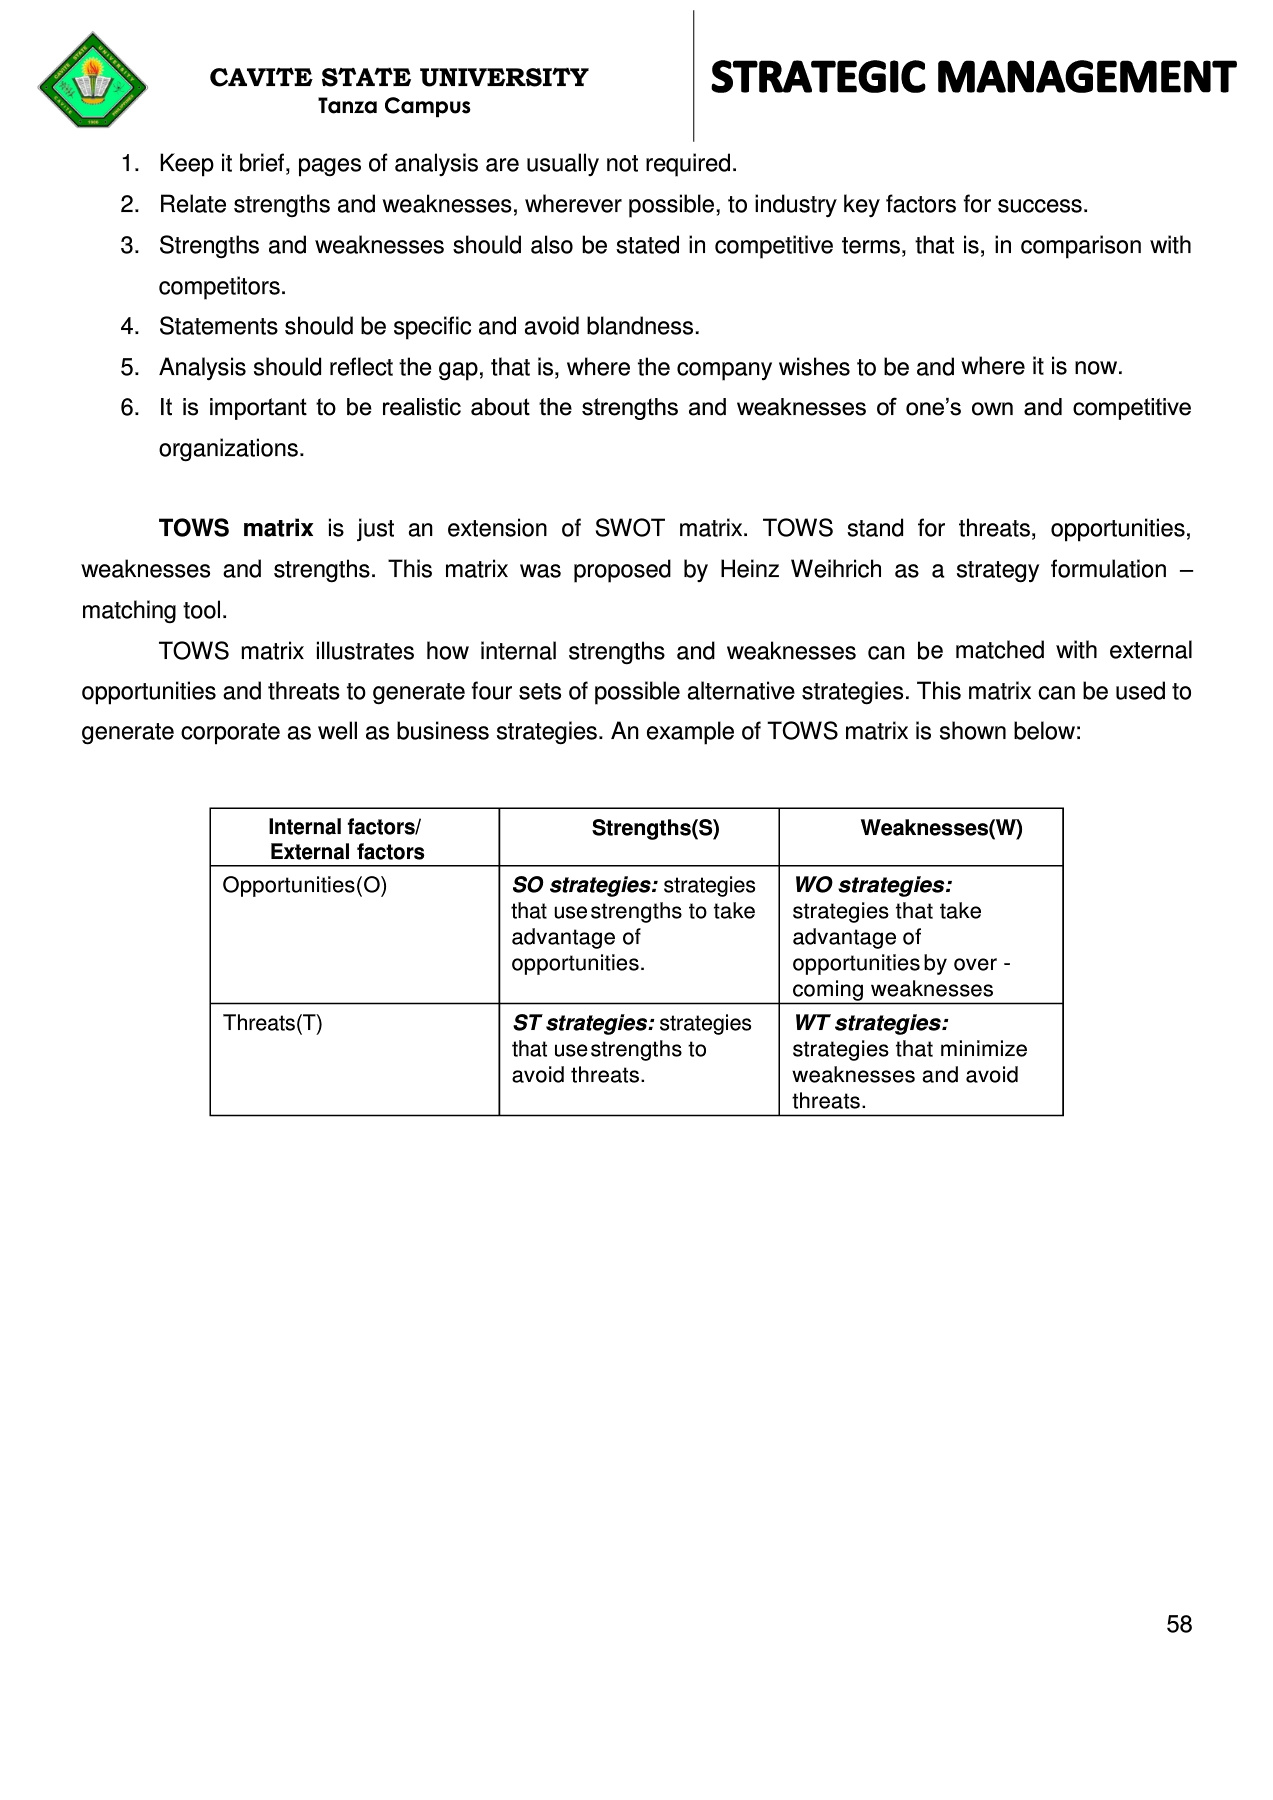 CAVITE STATE UNIVERSITY
Tanza Campus
STRATEGIC MANAGEMENT
1. Keep it brief, pages of analysis are usually not required.
2. Relate strengths and weaknesses, wherever possible, to industry key factors for success.
3. Strengths and weaknesses should also be stated in competitive terms, that is, in comparison with
competitors.
4. Statements should be specific and avoid blandness.
5. Analysis should reflect the gap, that is, where the company wishes to be and where it is now.
6. It is important to be realistic about the strengths and weaknesses of one’s own and competitive
organizations.
TOWS matrix is just an extension of SWOT matrix. TOWS stand for threats, opportunities,
weaknesses and strengths. This matrix was proposed by Heinz Weihrich as a strategy formulation –
matching tool.
TOWS matrix illustrates how internal strengths and weaknesses can be matched with external
opportunities and threats to generate four sets of possible alternative strategies. This matrix can be used to
generate corporate as well as business strategies. An example of TOWS matrix is shown below:
Internal factors/
External factors
Strengths(S)
Weaknesses(W)
Opportunities(O)
SO strategies: strategies
that use strengths to take
advantage of
opportunities.
WO strategies:
strategies that take
advantage of
opportunities by over -
coming weaknesses
Threats(T)
ST strategies: strategies
that use strengths to
avoid threats.
WT strategies:
strategies that minimize
weaknesses and avoid
threats.
58